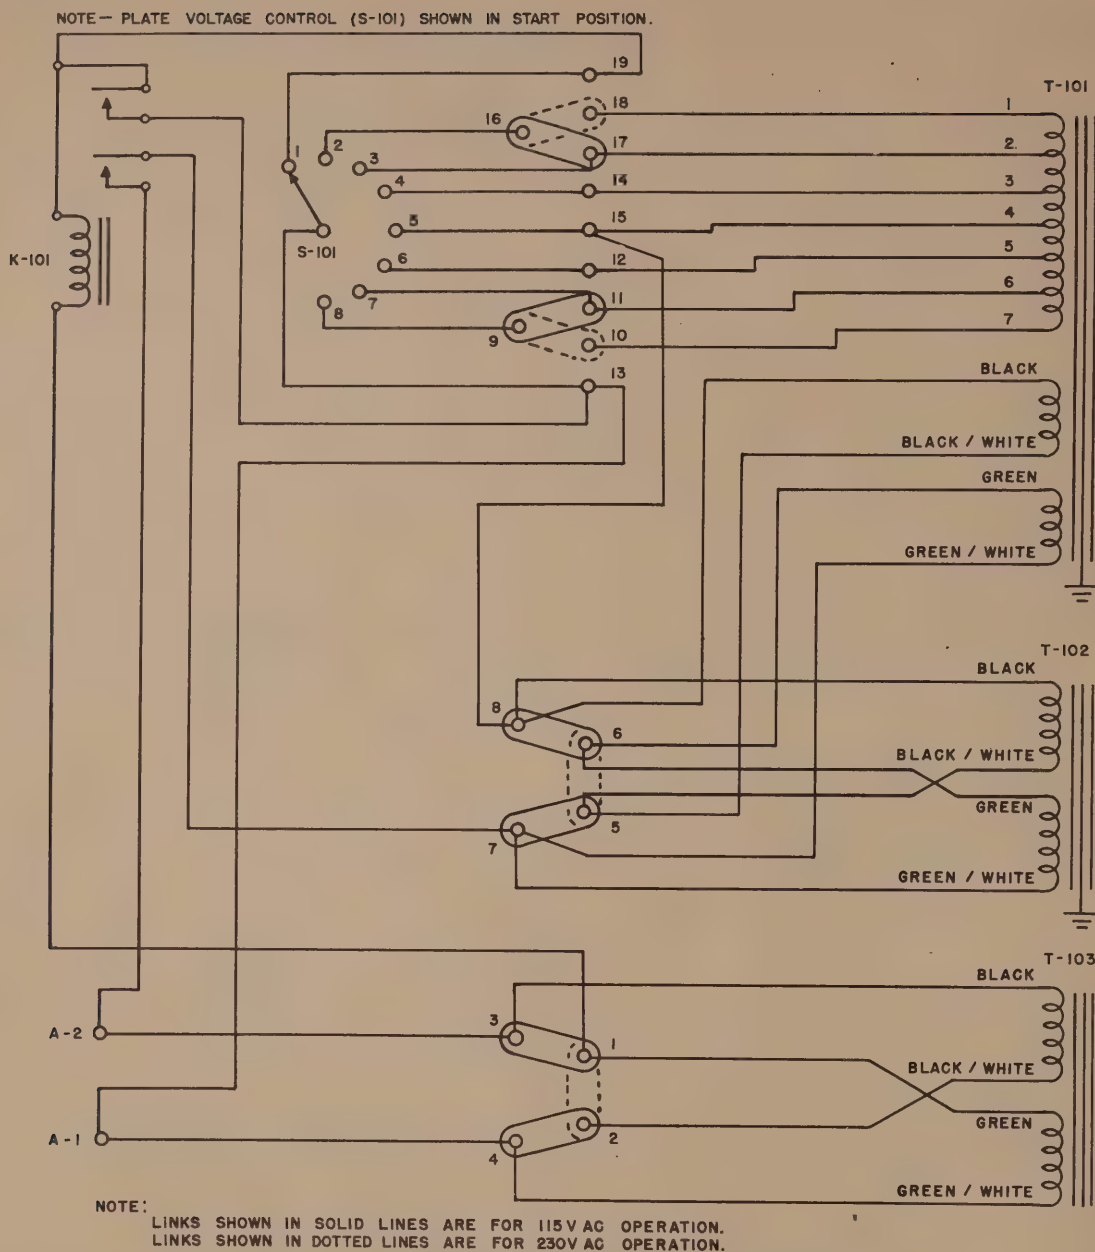 NOTE— PLATE VOLTAGE CONTROL (S-101) SHOWN IN START POSITION.
19
T-101
18
1
16
17
2.
1
2
3
14
3
4
15
4
5
S-101
K-101
12
5
6
11
6
7
8
9
10
7
13
BLACK
BLACK / WHITE
GREEN
GREEN / WHITE
T-102
BLACK
8
6
BLACK / WHITE
GREEN
5
7
GREEN / WHITE
T-103
BLACK
3
A-2
1
BLACK / WHITE
GREEN
A-1
2
4
GREEN / WHITE
NOTE:
LINKS SHOWN IN SOLID LINES ARE FOR 115V AC OPERATION.
LINKS SHOWN IN DOTTED LINES ARE FOR 230V AC OPERATION.